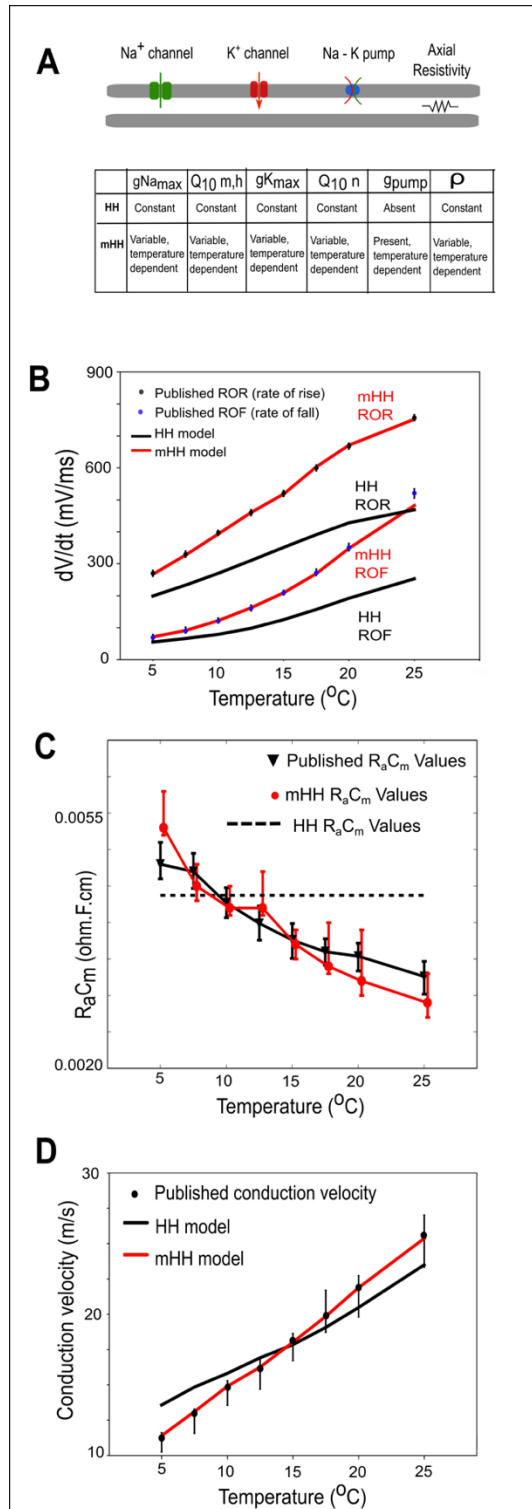 A
Na+ channel K+ channel Na - K pump Axial Resistivity
gNamax Q10 m,h gKmax Q10 n gpump ρ
HH Constant Constant Constant Constant Absent Constant
mHH Variable, temperature dependent Variable, temperature dependent Variable, temperature dependent Variable, temperature dependent Present, temperature dependent Variable, temperature dependent
B
900
600
300
0
dV/dt (mV/ms)
Published ROR (rate of rise)
Published ROF (rate of fall)
HH model
mHH model
mHH
ROR
HH
ROR
mHH
ROF
HH
ROF
5 10 15 20 25
Temperature (OC)
C
0.0055
0.0020
RaCm (ohm.F.cm)
Published RaCm Values
mHH RaCm Values
HH RaCm Values
5 10 15 20 25
Temperature (OC)
D
30
20
10
Conduction velocity (m/s)
Published conduction velocity
HH model
mHH model
5 10 15 20 25
Temperature (OC)